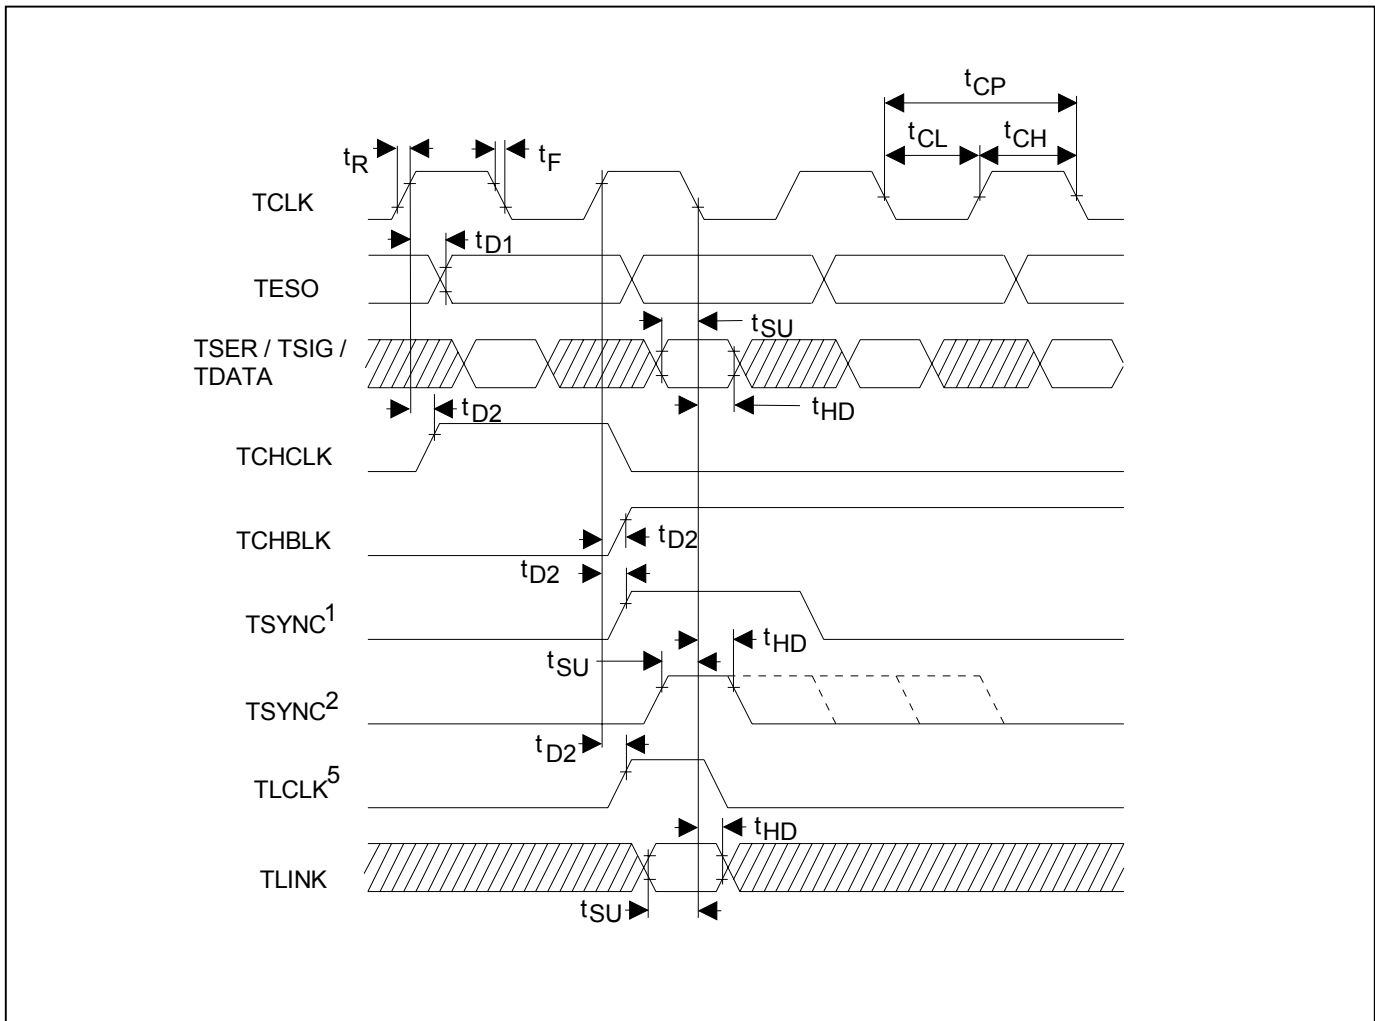 tCP
tCL tCH
tR tF
TCLK
tD1
TESO
tSU
TSER / TSIG /
TDATA
tHD
tD2
TCHCLK
TCHBLK
tD2
tD2
TSYNC1
tHD
tSU
TSYNC2
tD2
TLCLK5
tHD
TLINK
tSU